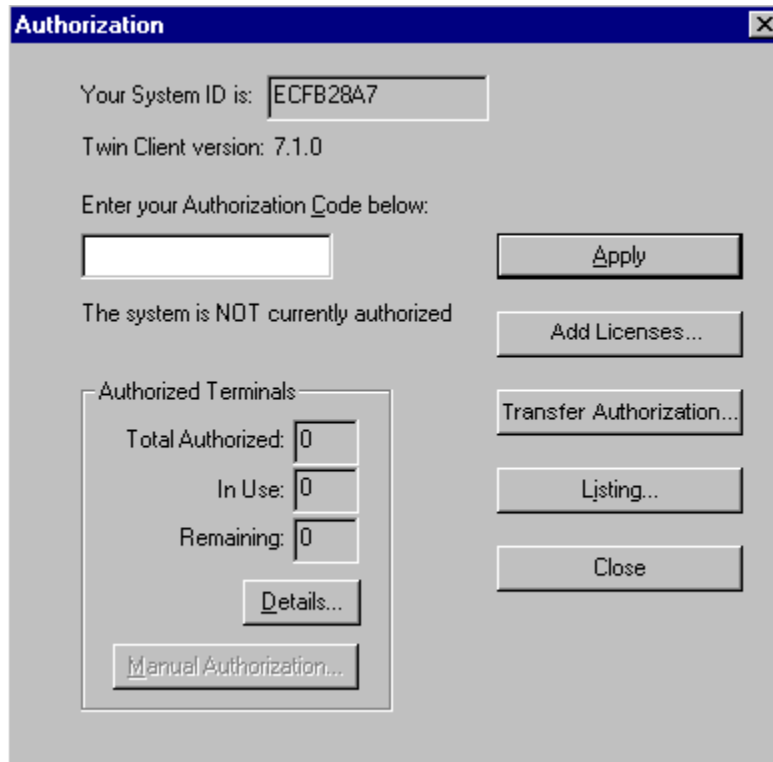 Authorization
Your System ID is: ECFB28A7
Twin Client version: 7.1.0
Enter your Authorization Code below:
Apply
The system is NOT currently authorized
Add Licenses...
Authorized Terminals
Transfer Authorization...
Total Authorized: 0
In Use: 0
Listing...
Remaining: 0
Close
Details...
Manual Authorization...